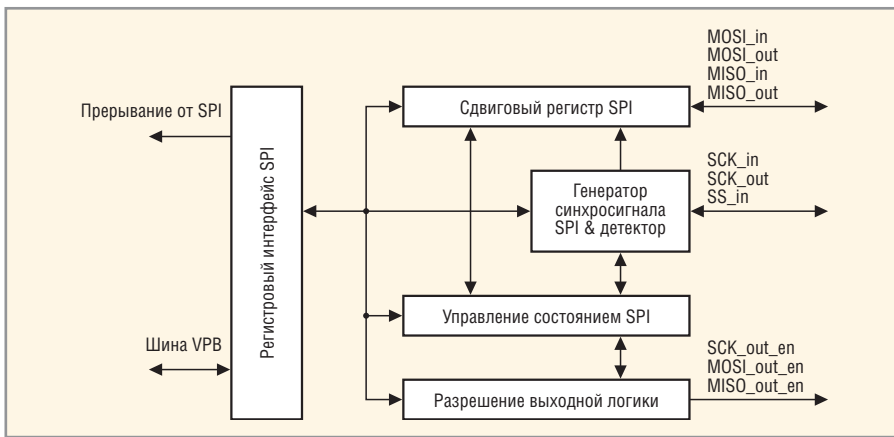 Прерывание от SPI
Шина VPB
Регистровый интерфейс SPI
Сдвиговый регистр SPI
MOSI_in
MOSI_out
MISO_in
MISO_out
Генератор
синхросигнала
SPI & детектор
SCK_in
SCK_out
SS_in
Управление состоянием SPI
Разрешение выходной логики
SCK_out_en
MOSI_out_en
MISO_out_en